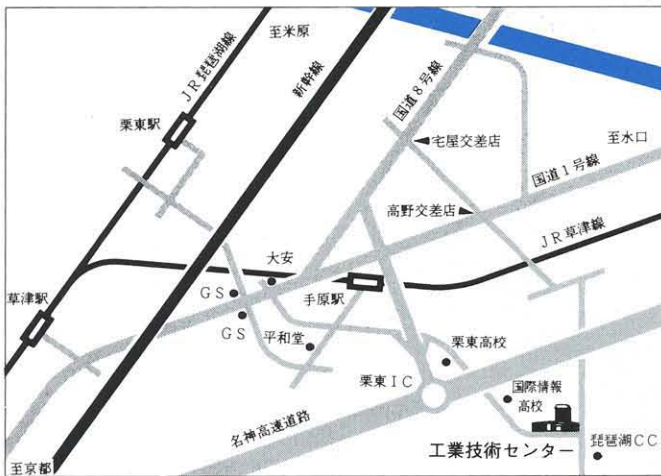 至米原
JR琵琶湖線
新幹線
国道8号線
栗東駅
宅屋交差店
至水口
国道1号線
高野交差店
JR草津線
大安
GS
手原駅
草津駅
GS
平和堂
栗東高校
栗東IC
国際情報
高校
名神高速道路
工業技術センター
琵琶湖CC
至京都